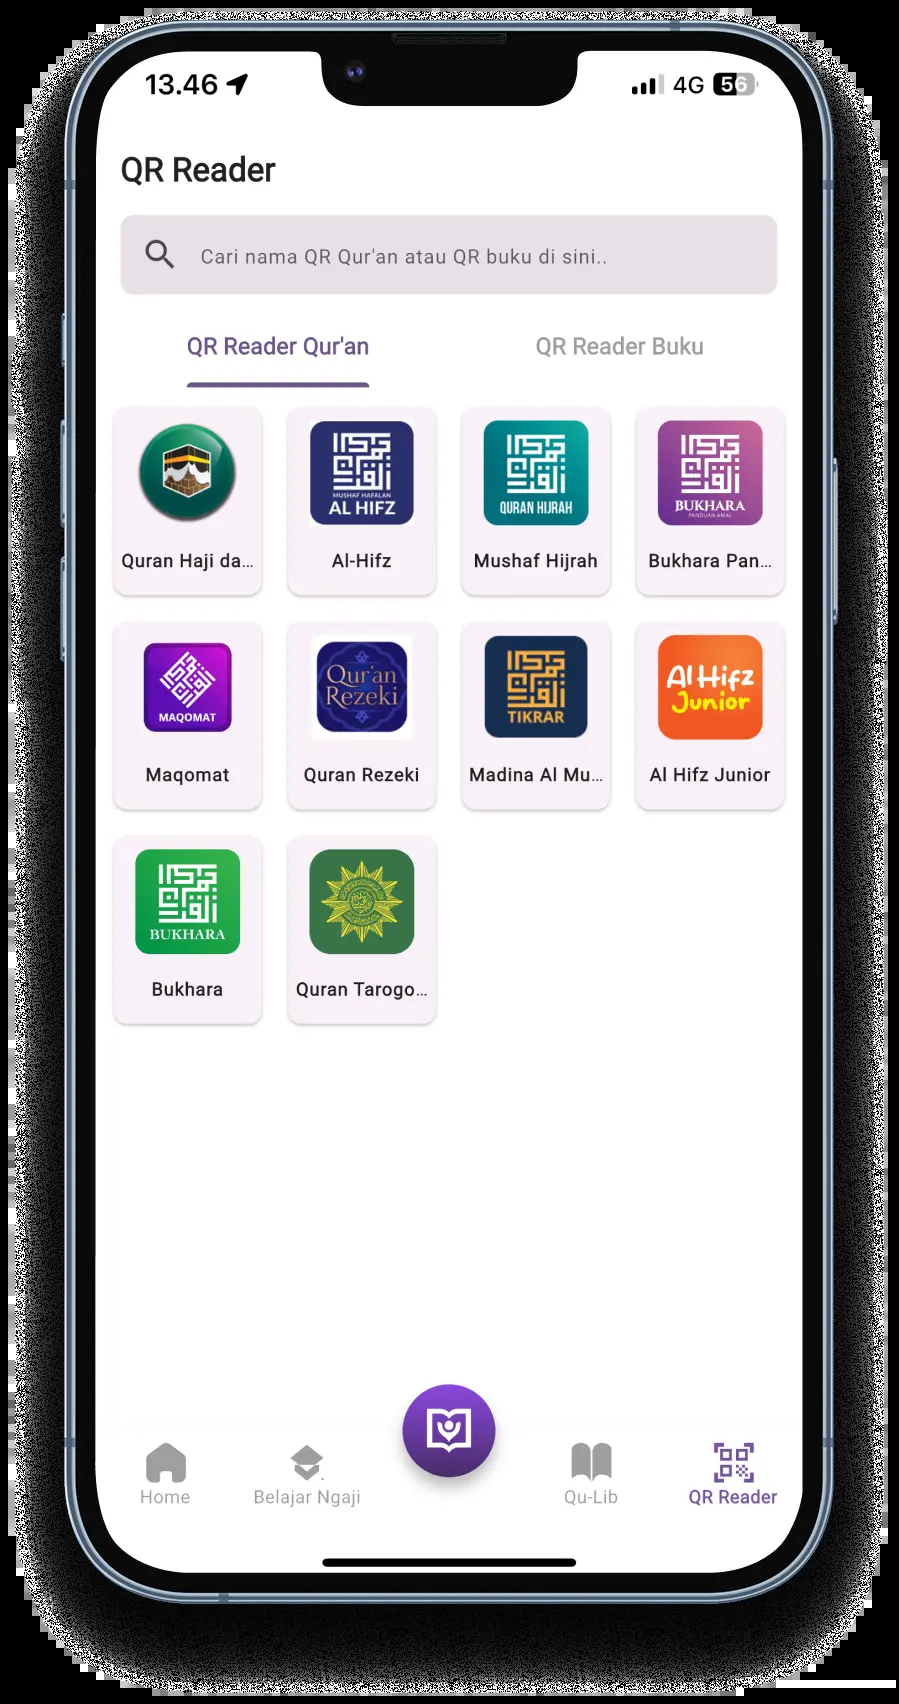 13.46
4G 56
QR Reader
Cari nama QR Qur'an atau QR buku di sini..
QR Reader Qur'an
QR Reader Buku
MUSHAF HAFALAN
AL HIFZ
QURAN HIJRAH
BUKHARA
PANDUAN AMAL
Quran Haji da...
Al-Hifz
Mushaf Hijrah
Bukhara Pan...
MAQOMAT
Qur'an
Rezeki
TIKRAR
Al Hifz
Junior
Maqomat
Quran Rezeki
Madina Al Mu...
Al Hifz Junior
BUKHARA
Bukhara
Quran Tarogo...
Home
Belajar Ngaji
Qu-Lib
QR Reader